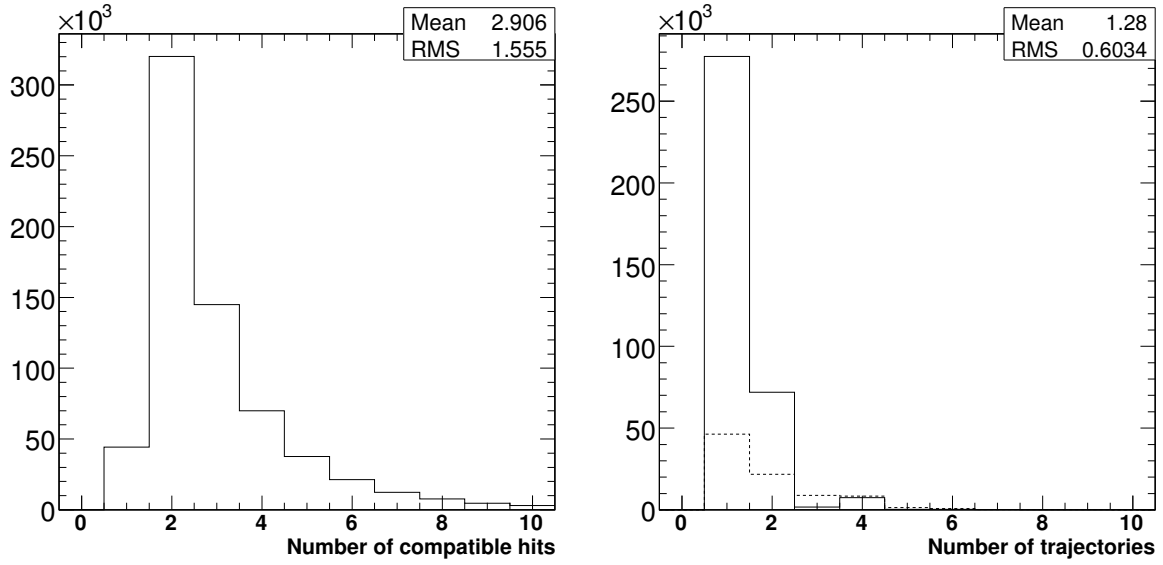 ×10³
Mean 2.906
RMS 1.555
300
250
200
150
100
50
0
0 2 4 6 8 10
Number of compatible hits
×10³
Mean 1.28
RMS 0.6034
250
200
150
100
50
0
0 2 4 6 8 10
Number of trajectories